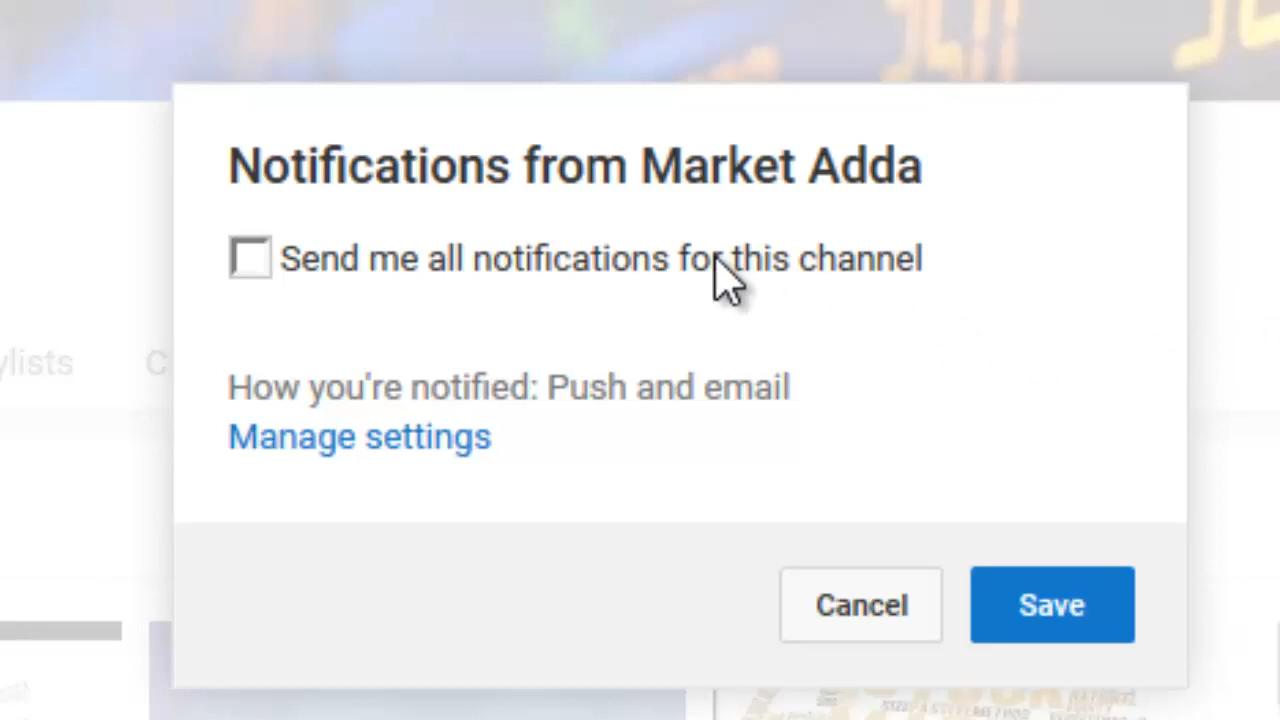 Notifications from Market Adda
Send me all notifications for this channel
ylists
C
How you're notified: Push and email
Manage settings
Cancel
Save